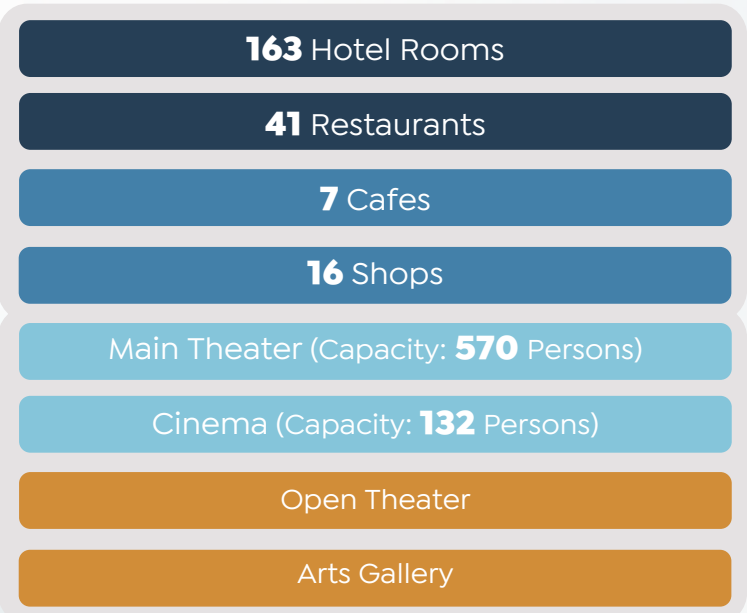 163 Hotel Rooms
41 Restaurants
7 Cafes
16 Shops
Main Theater (Capacity: 570 Persons)
Cinema (Capacity: 132 Persons)
Open Theater
Arts Gallery